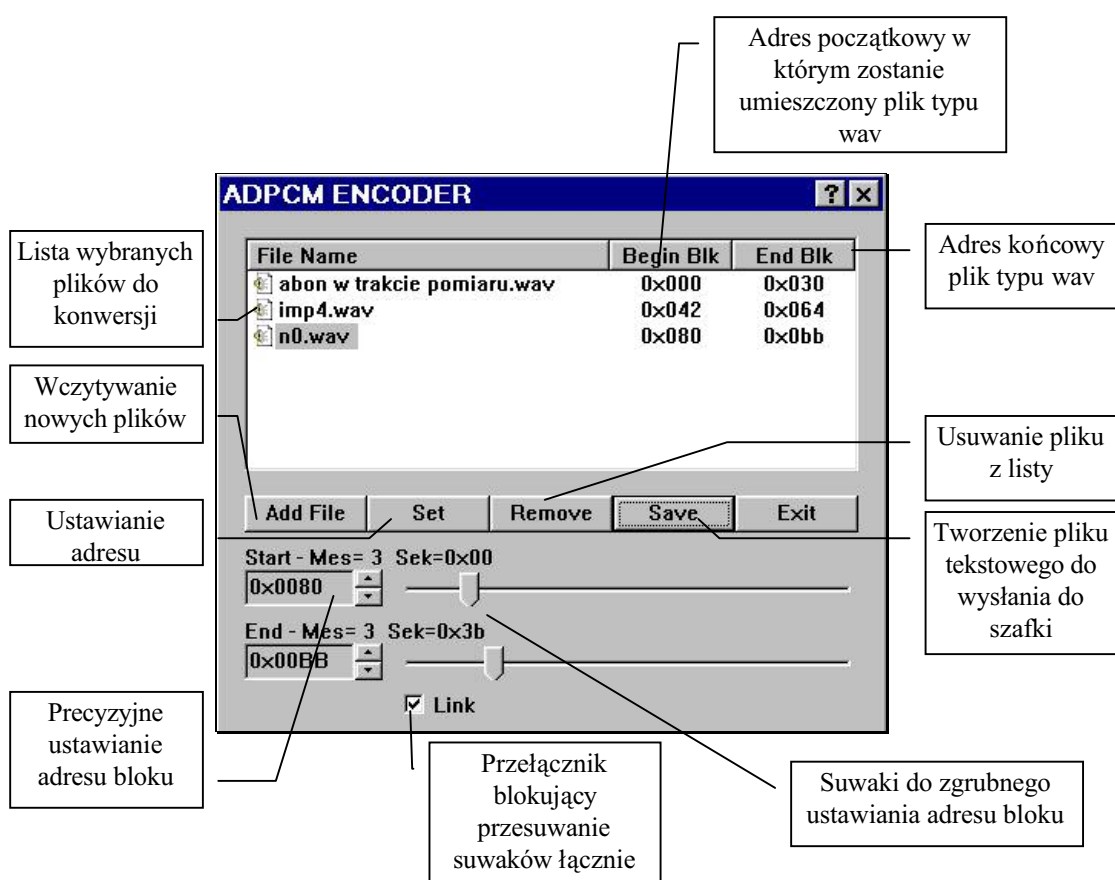 Adres początkowy w
którym zostanie
umieszczony plik typu
wav
ADPCM ENCODER
Lista wybranych
plików do
konwersji
File Name Begin Blk End Blk
abon w trakcie pomiaru.wav 0x000 0x030
imp4.wav 0x042 0x064
n0.wav 0x080 0x0bb
Adres końcowy
plik typu wav
Wczytywanie
nowych plików
Usuwanie pliku
z listy
Ustawianie
adresu
Add File Set Remove Save Exit
Tworzenie pliku
tekstowego do
wysłania do
szafki
Start - Mes= 3 Sek=0x00
0x0080
End - Mes= 3 Sek=0x3b
0x00BB
Link
Precyzyjne
ustawianie
adresu bloku
Przełącznik
blokujący
przesuwanie
suwaków łącznie
Suwaki do zgrubnego
ustawiania adresu bloku